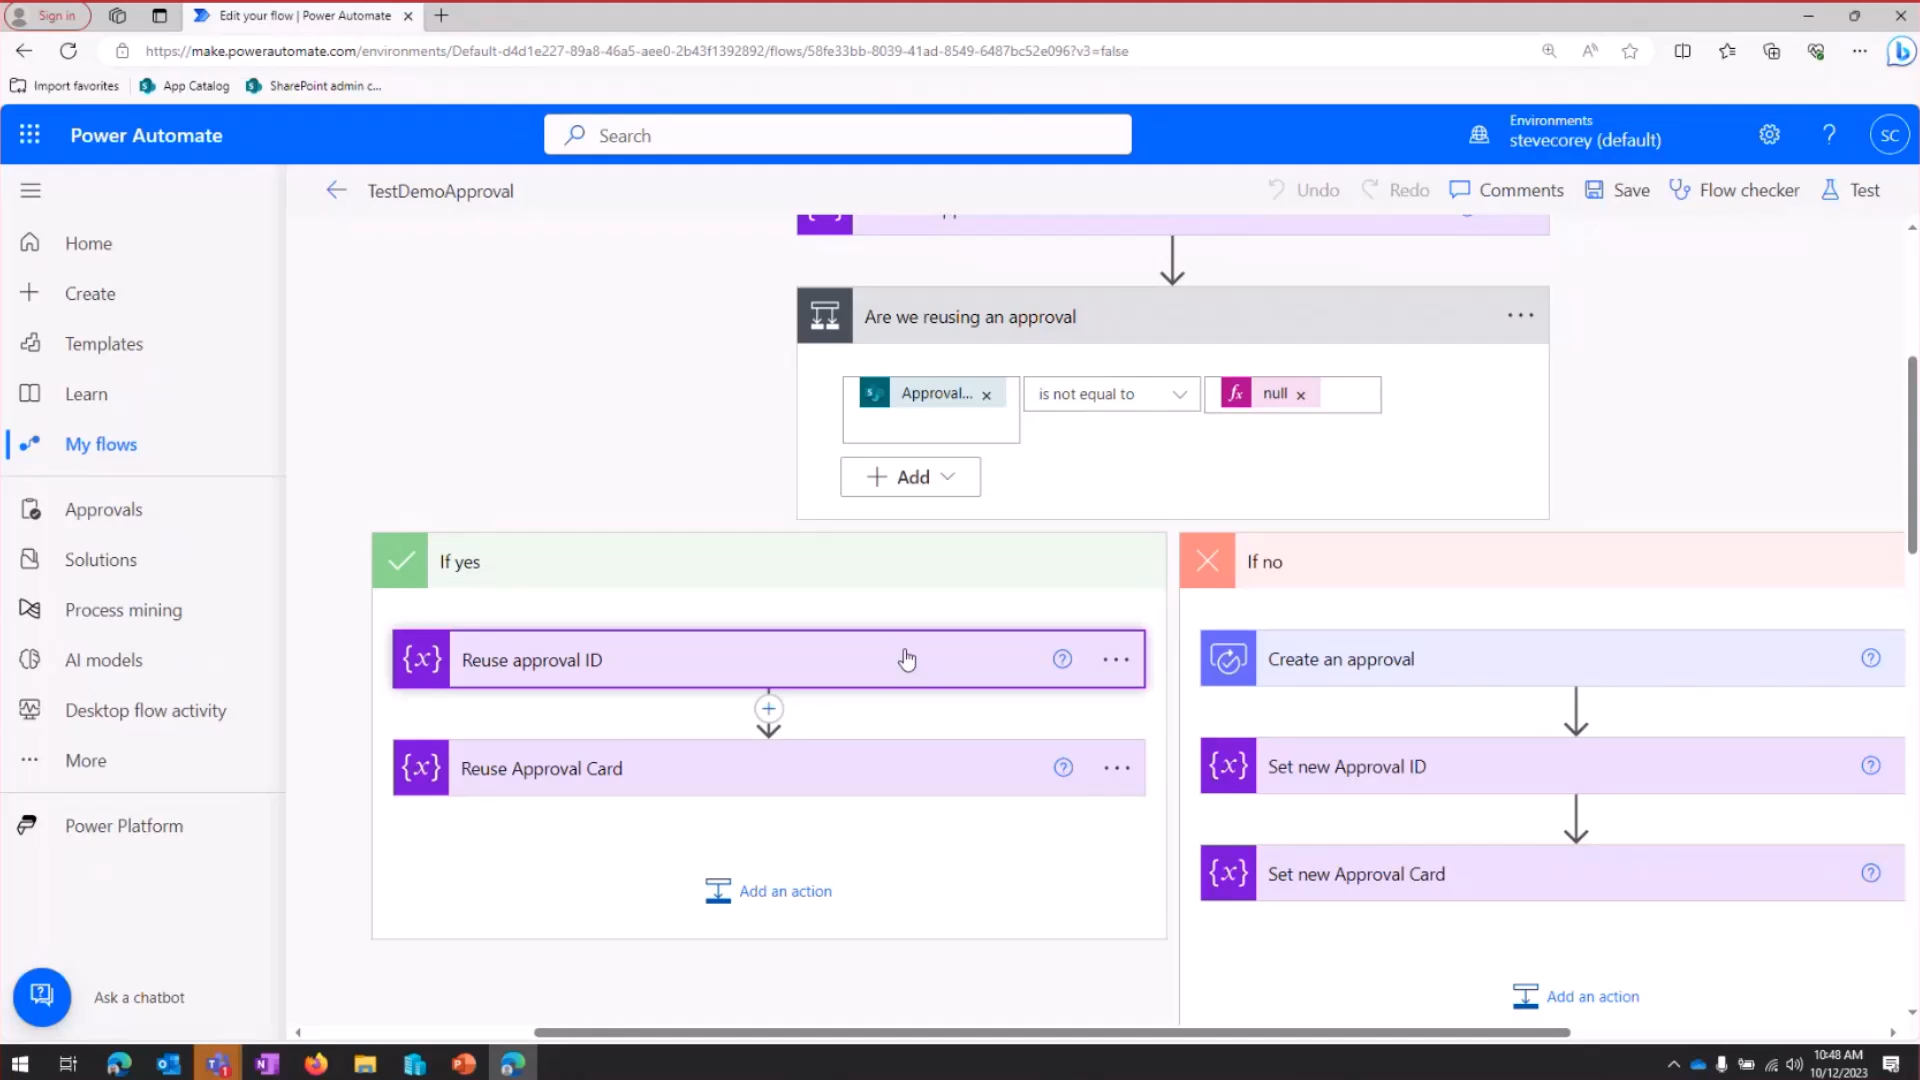 Sign in
Edit your flow | Power Automate
https://make.powerautomate.com/environments/Default-d4d1e227-89a8-46a5-aee0-2b43f1392892/flows/58fe33bb-8039-41ad-8549-6487bc52e096?v3=false
Import favorites
App Catalog
SharePoint admin c...
Power Automate
Search
Environments
stevecorey (default)
SC
TestDemoApproval
Undo
Redo
Comments
Save
Flow checker
Test
Home
Create
Templates
Learn
My flows
Approvals
Solutions
Process mining
AI models
Desktop flow activity
More
Power Platform
Ask a chatbot
Are we reusing an approval
Approval...
is not equal to
fx
null
Add
If yes
Reuse approval ID
{x}
Reuse Approval Card
{x}
Add an action
If no
Create an approval
{x}
Set new Approval ID
{x}
Set new Approval Card
Add an action
10:48 AM
10/12/2023